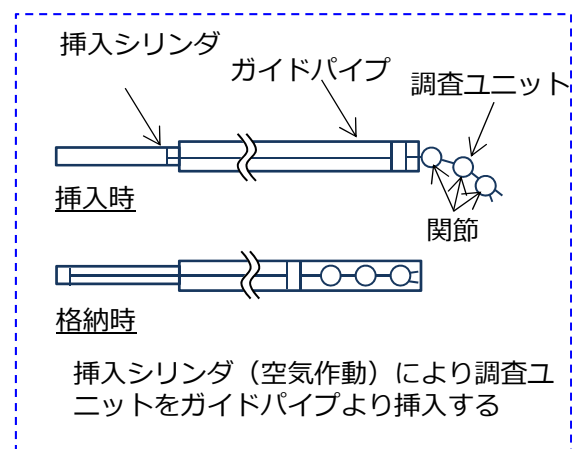 挿入シリンダ
ガイドパイプ
調査ユニット
挿入時
関節
格納時
挿入シリンダ（空気作動）により調査ユ
ニットをガイドパイプより挿入する